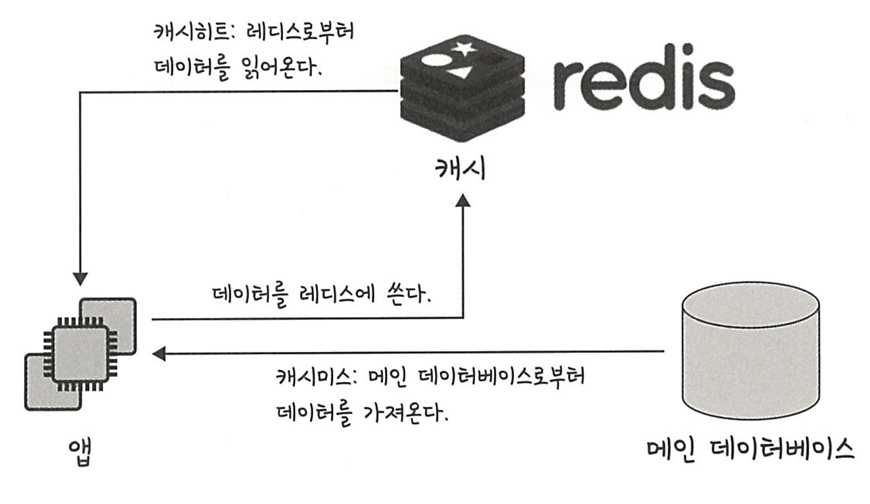 캐시히트: 레디스로부터
데이터를 읽어온다.
redis
캐시
데이터를 레디스에 쓴다.
캐시미스: 메인 데이터베이스로부터
데이터를 가져온다.
앱
메인 데이터베이스